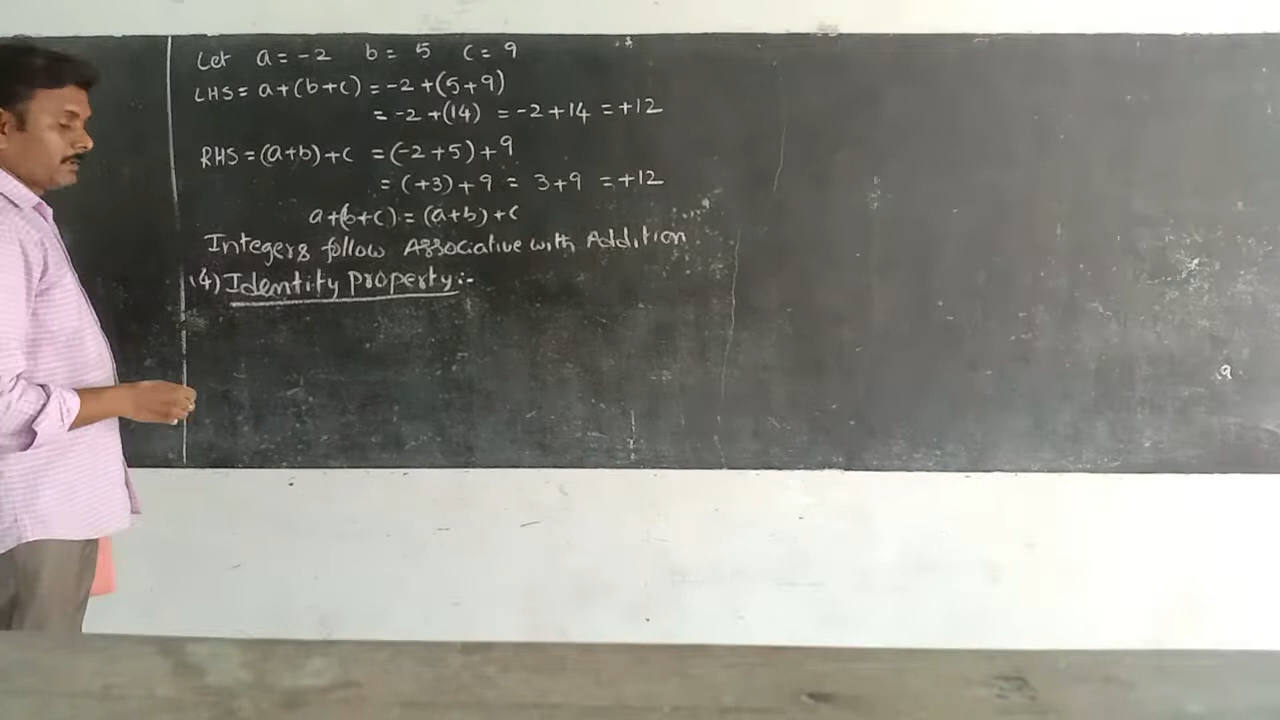 Let a = -2 b = 5 c = 9
LHS = a+(b+c) = -2 +(5+9)
= -2 +(14) = -2+14 = +12
RHS = (a+b)+c = (-2+5)+9
= (+3)+9 = 3+9 = +12
a+(b+c) = (a+b)+c
Integers follow Associative with Addition.
(4) Identity Property:-
9